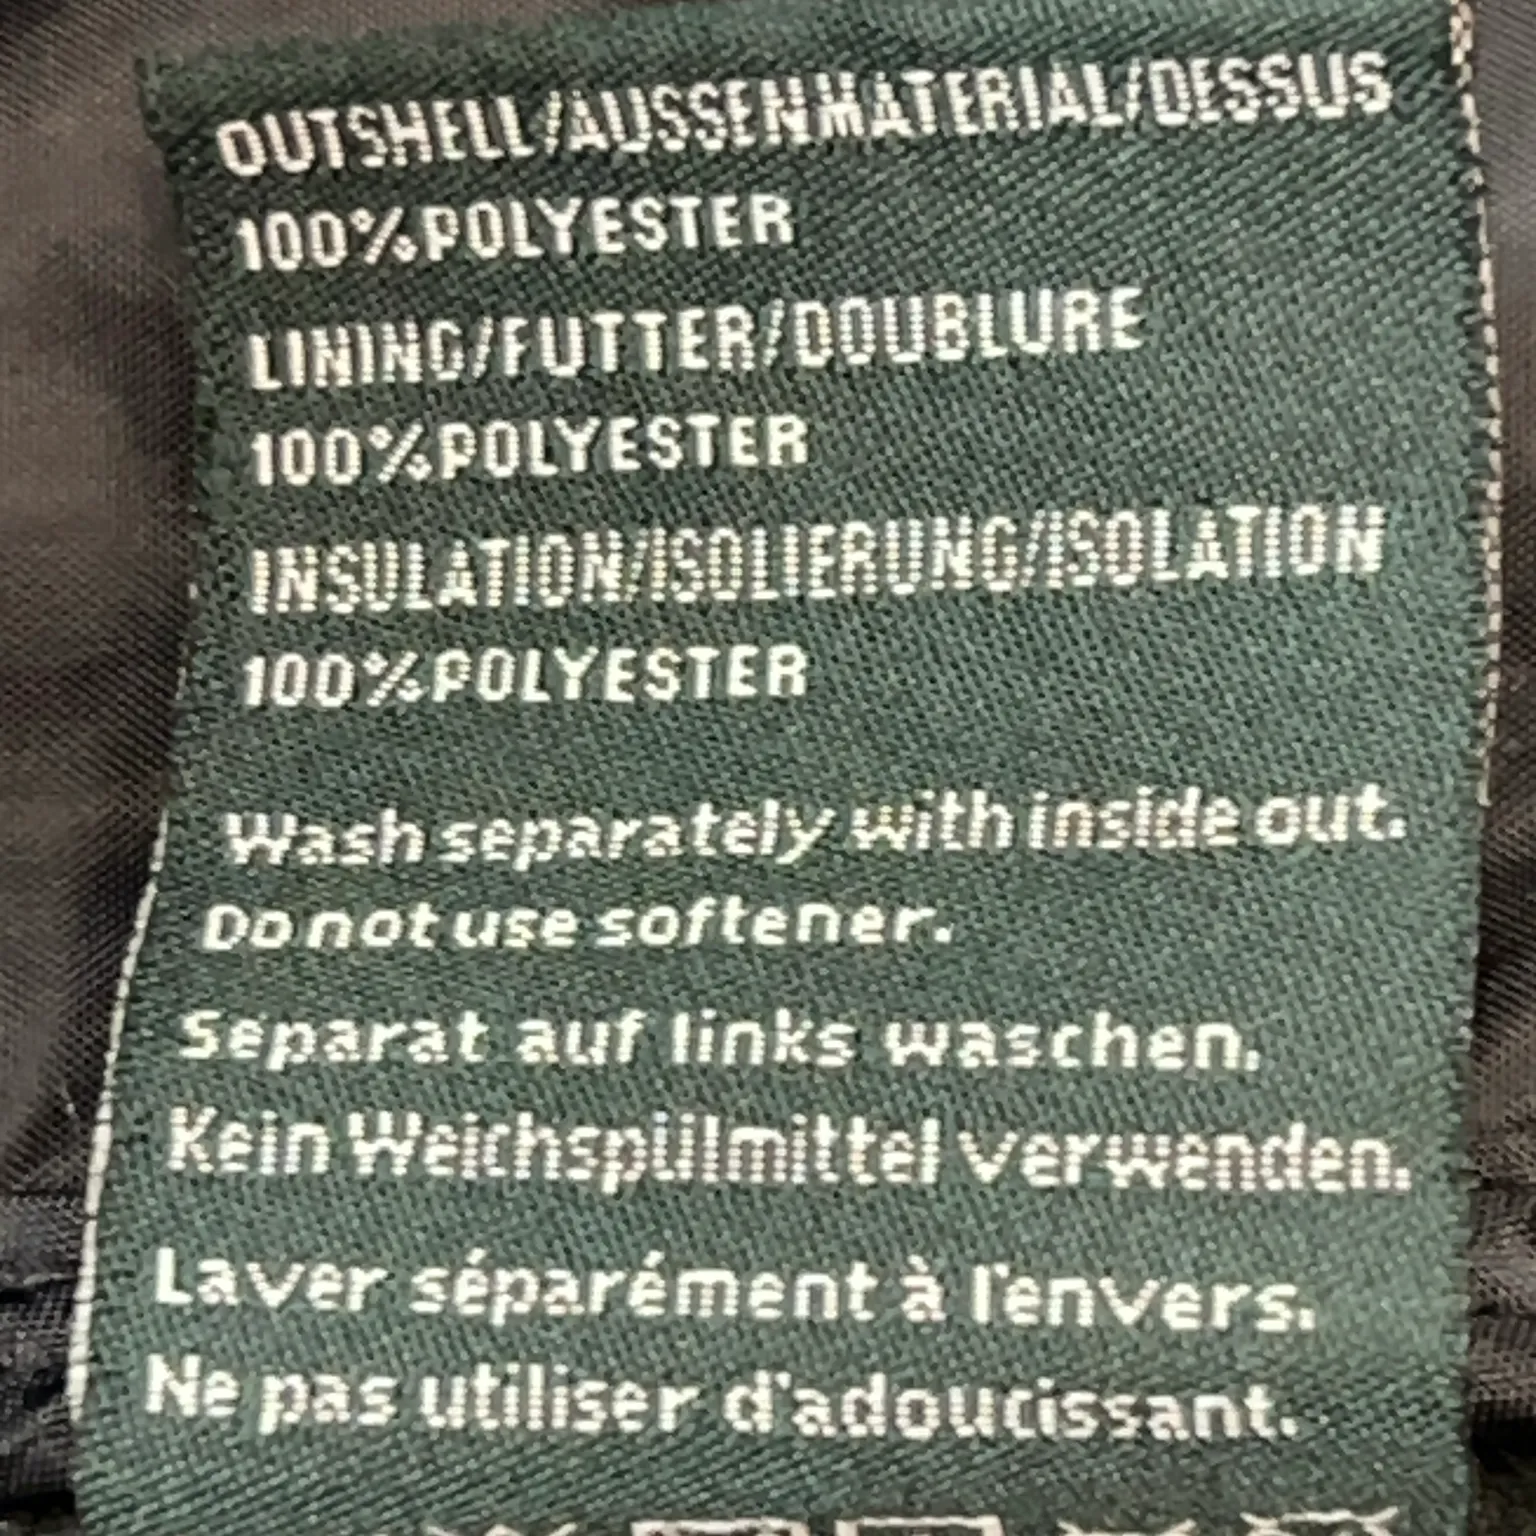 OUTSHELL/AUSSENMATERIAL/DESSUS
100%POLYESTER
LINING/FUTTER/DOUBLURE
100%POLYESTER
INSULATION/ISOLIERUNG/ISOLATION
100%POLYESTER
Wash separately with inside out.
Do not use softener.
Separat auf links waschen.
Kein Weichspülmittel verwenden.
Laver séparément à l'envers.
Ne pas utiliser d'adoucissant.